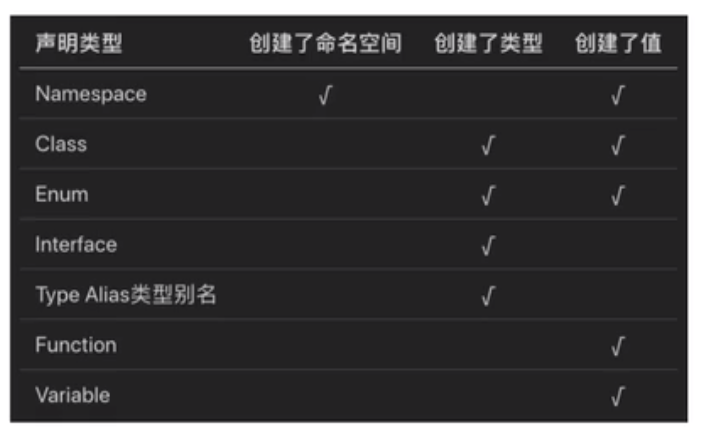 声明类型 创建了命名空间 创建了类型 创建了值
Namespace √ √
Class √ √
Enum √ √
Interface √
Type Alias类型别名 √
Function √
Variable √